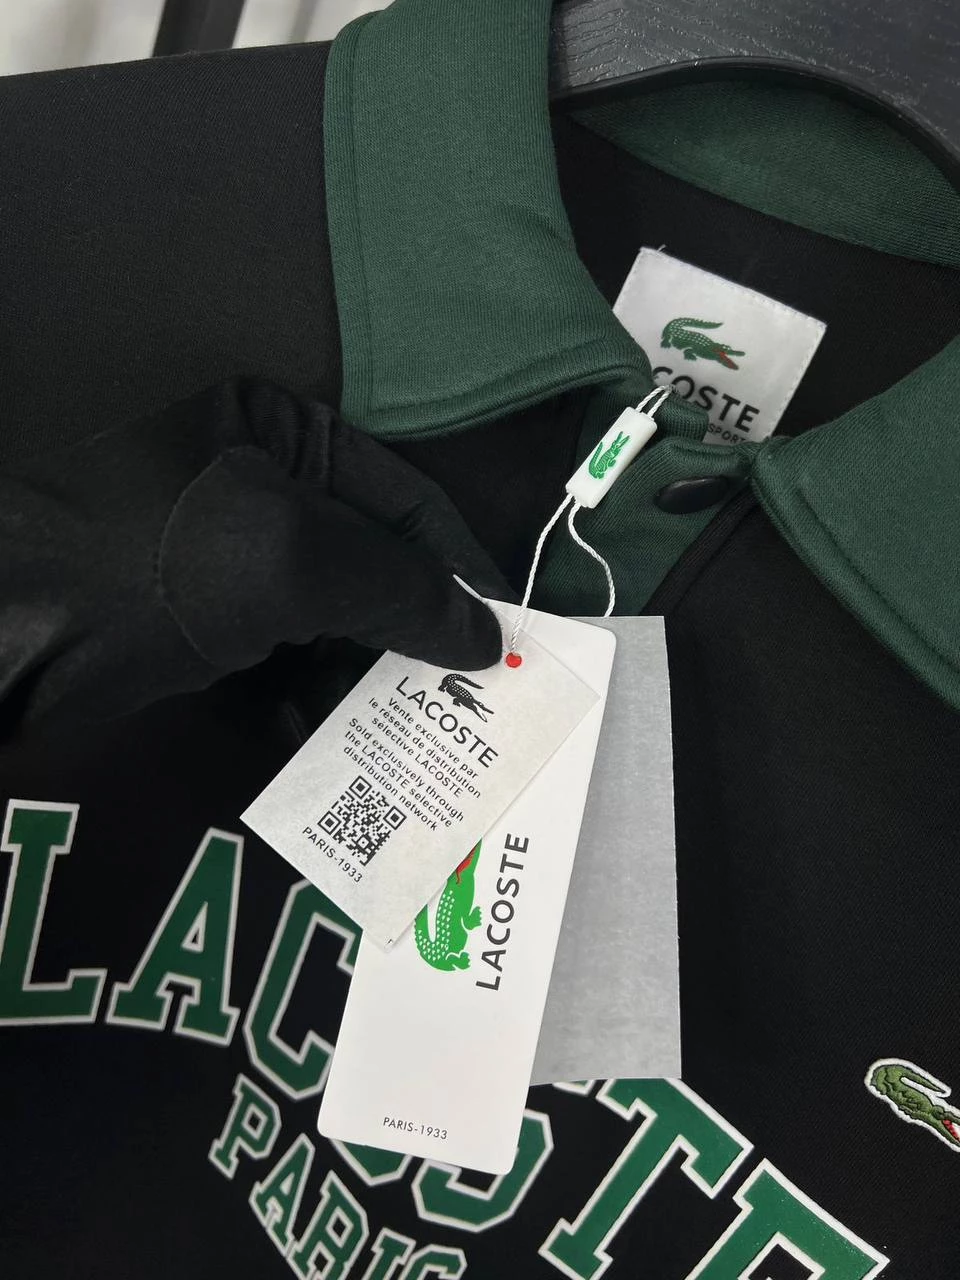 COSTE
SPORT
LACOSTE
Vente exclusive par
le réseau de distribution
sélective LACOSTE
Sold exclusively through
the LACOSTE selective
distribution network
PARIS-1933
LACOSTE
PARIS-1933
LACOSTE
PARIS